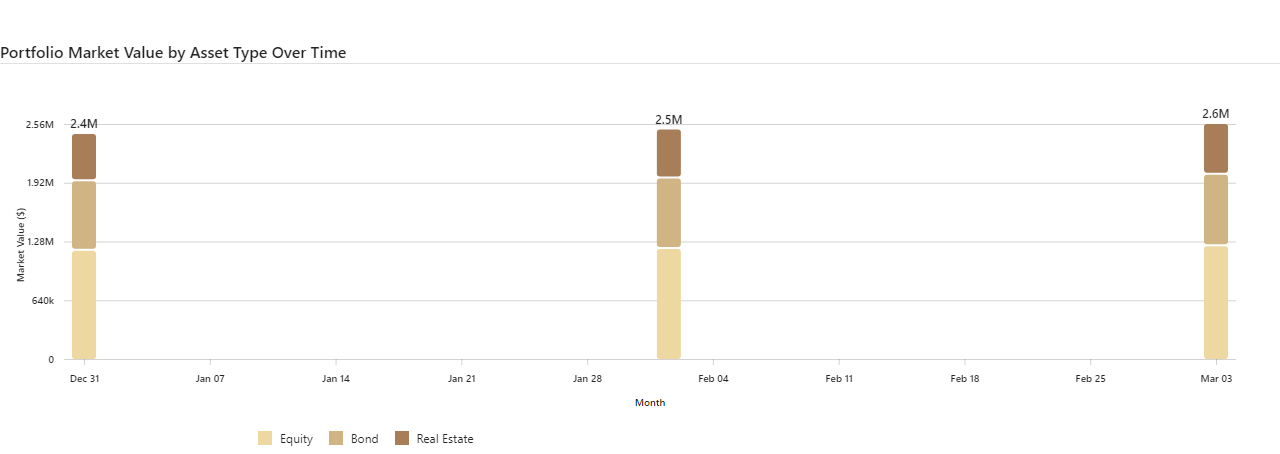 Portfolio Market Value by Asset Type Over Time
2.4M
2.5M
2.6M
2.56M
1.92M
1.28M
640k
0
Market Value ($)
Dec 31 Jan 07 Jan 14 Jan 21 Jan 28 Feb 04 Feb 11 Feb 18 Feb 25 Mar 03
Month
Equity Bond Real Estate